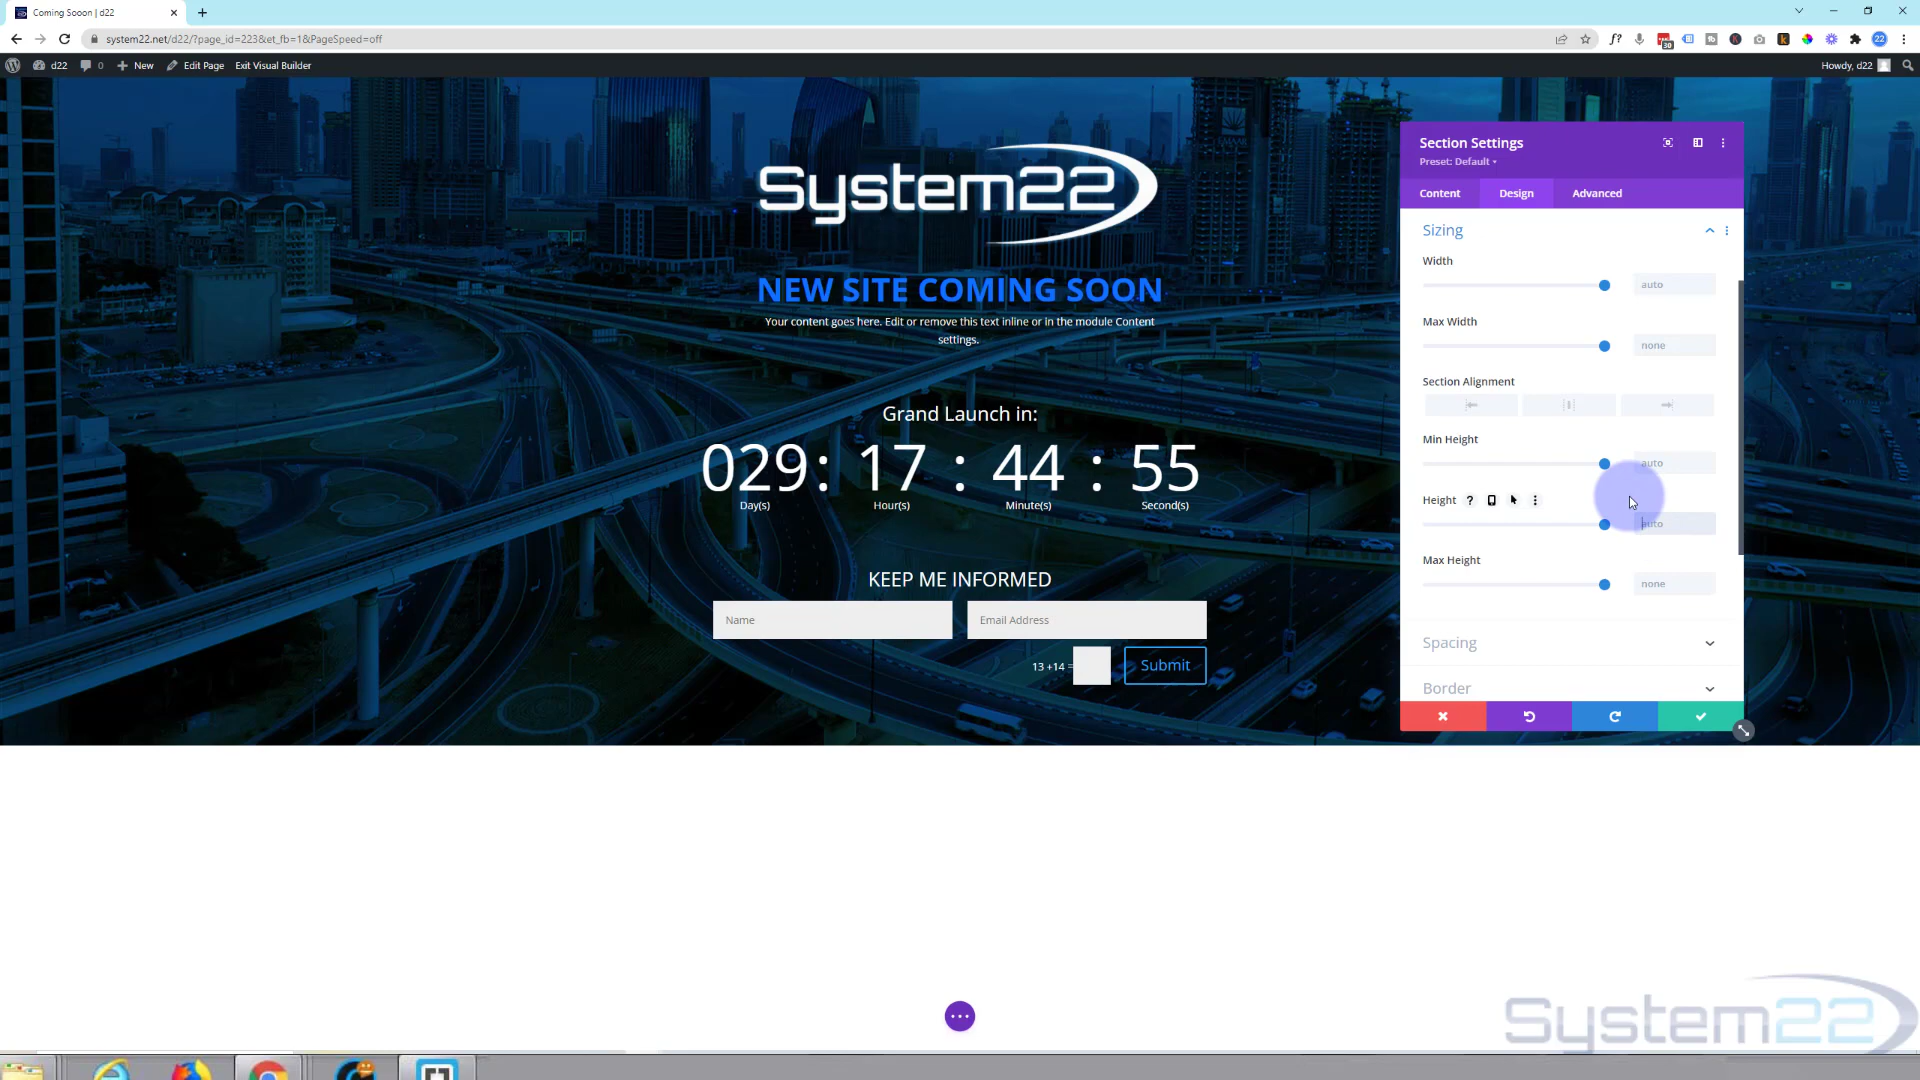 Coming Sooon | d22
system22.net/d22/?page_id=223&et_fb=1&PageSpeed=off
f?
30
22
d22
0
New
Edit Page
Exit Visual Builder
Howdy, d22
System22
NEW SITE COMING SOON
Your content goes here. Edit or remove this text inline or in the module Content
settings.
Grand Launch in:
029 : 17 : 44 : 55
Day(s) Hour(s) Minute(s) Second(s)
KEEP ME INFORMED
Name
Email Address
13 +14 =
Submit
Section Settings
Preset: Default
Content
Design
Advanced
Sizing
Width
auto
Max Width
none
Section Alignment
Min Height
auto
Height ?
auto
Max Height
none
Spacing
Border
System22